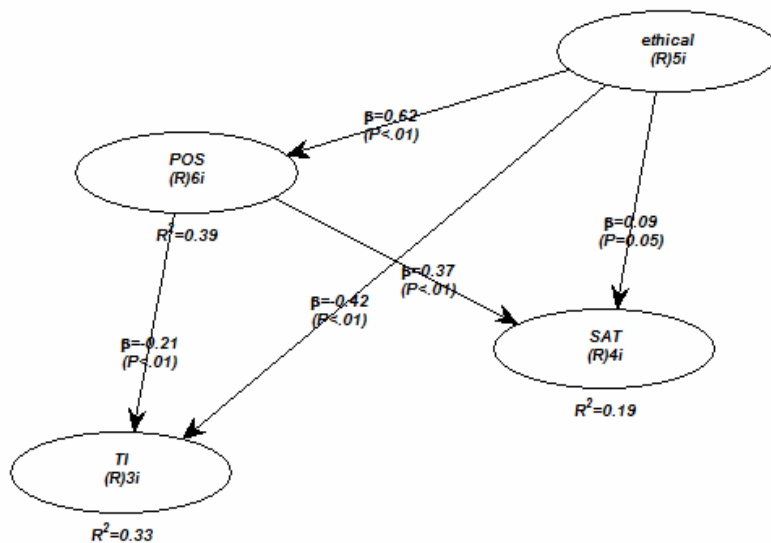 ethical
(R)5i
β=0.62
(P<.01)
POS
(R)6i
R²=0.39
β=0.09
(P=0.05)
β=0.37
(P<.01)
β=-0.42
(P<.01)
β=-0.21
(P<.01)
SAT
(R)4i
R²=0.19
TI
(R)3i
R²=0.33